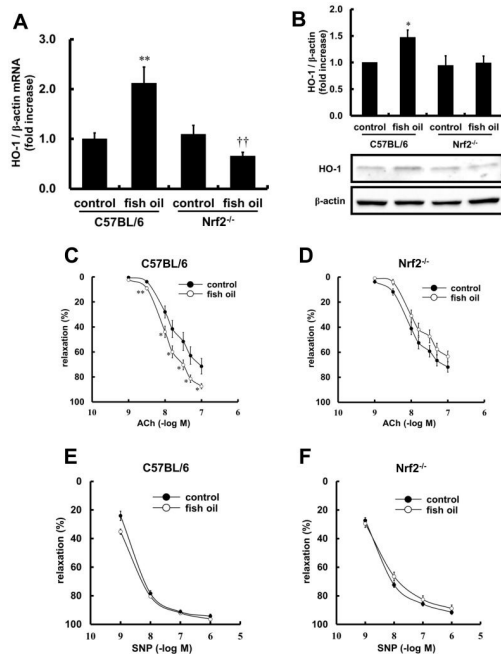 A
HO-1 / β-actin mRNA
(fold increase)
3.0
2.0
1.0
0.0
**
††
control fish oil control fish oil
C57BL/6 Nrf2-/-
B
HO-1 / β-actin
(fold increase)
2.0
1.5
1.0
0.5
0.0
*
control fish oil control fish oil
C57BL/6 Nrf2-/-
HO-1
β-actin
C
C57BL/6
control
fish oil
relaxation (%)
0
20
40
60
80
100
**
*
*
*
*
*
10 9 8 7 6
ACh (-log M)
D
Nrf2-/-
control
fish oil
relaxation (%)
0
20
40
60
80
100
10 9 8 7 6
ACh (-log M)
E
C57BL/6
control
fish oil
relaxation (%)
0
20
40
60
80
100
10 9 8 7 6 5
SNP (-log M)
F
Nrf2-/-
control
fish oil
relaxation (%)
0
20
40
60
80
100
10 9 8 7 6 5
SNP (-log M)